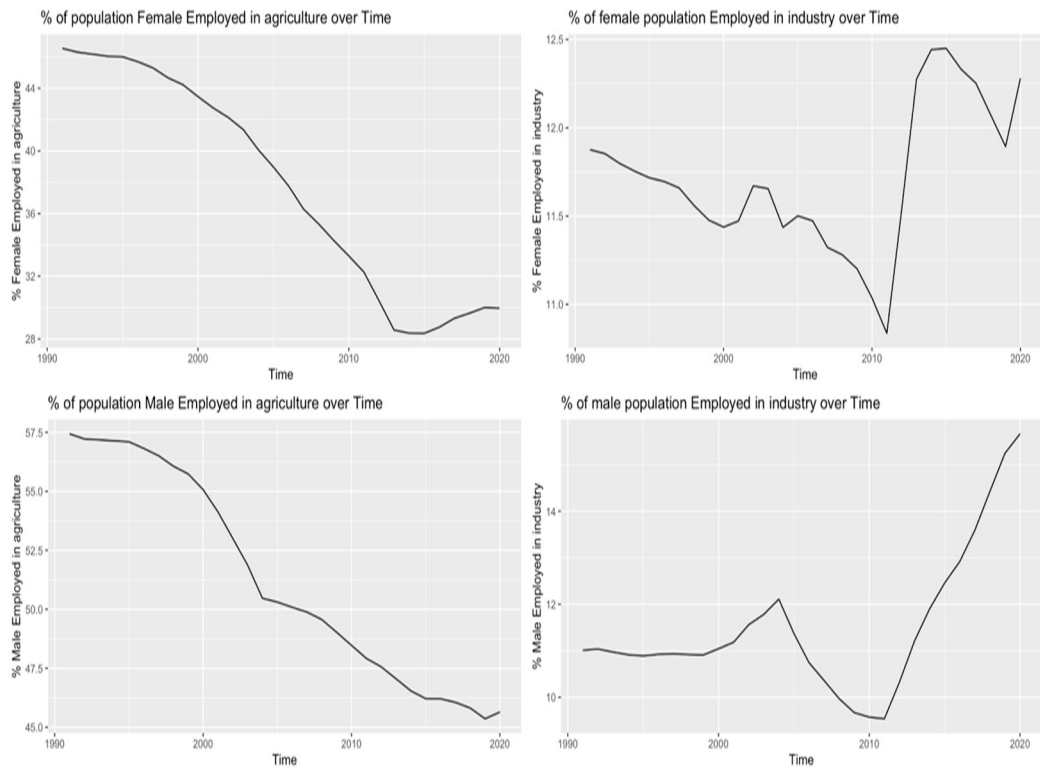 % of population Female Employed in agriculture over Time
% Female Employed in agriculture
44
40
36
32
28
1990
2000
2010
2020
Time
% of female population Employed in industry over Time
% Female Employed in industry
12.5
12.0
11.5
11.0
1990
2000
2010
2020
Time
% of population Male Employed in agriculture over Time
% Male Employed in agriculture
57.5
55.0
52.5
50.0
47.5
45.0
1990
2000
2010
2020
Time
% of male population Employed in industry over Time
% Male Employed in industry
14
12
10
1990
2000
2010
2020
Time